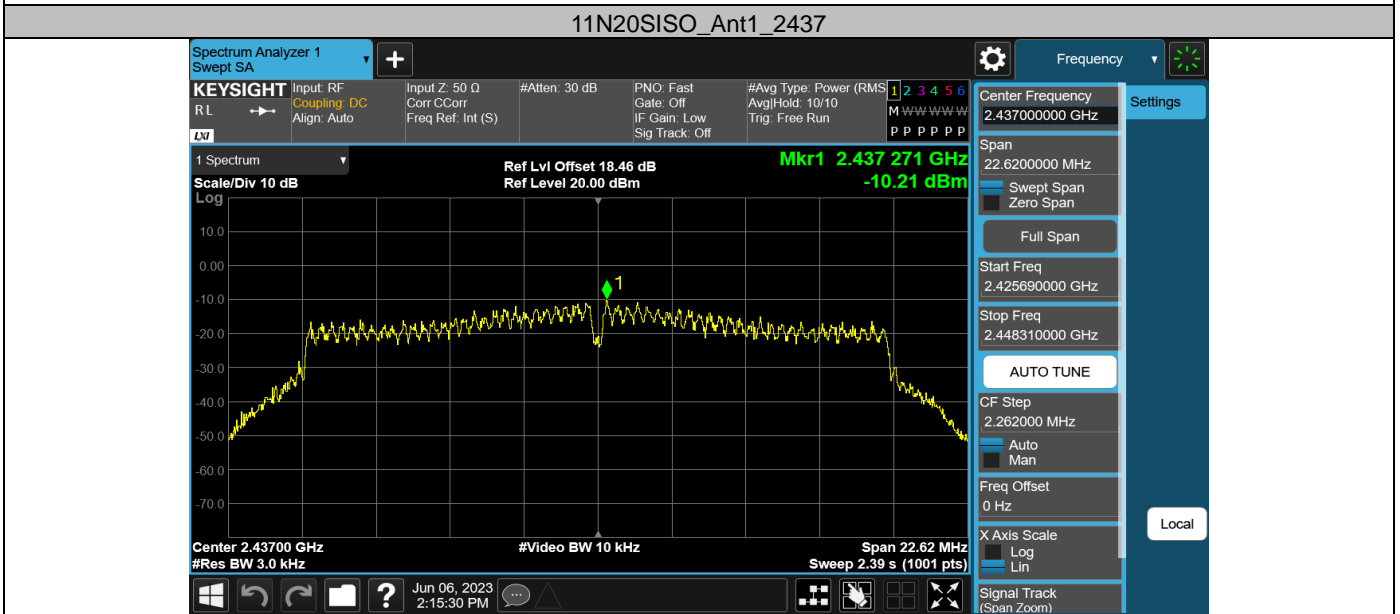 11N20SISO_Ant1_2437
Spectrum Analyzer 1
Swept SA
Frequency
KEYSIGHT
RL
LXI
Input: RF
Coupling: DC
Align: Auto
Input Z: 50 Ω
Corr CCorr
Freq Ref: Int (S)
#Atten: 30 dB
PNO: Fast
Gate: Off
IF Gain: Low
Sig Track: Off
#Avg Type: Power (RMS
Avg|Hold: 10/10
Trig: Free Run
1 2 3 4 5 6
M W W W W W
P P P P P P
1 Spectrum
Scale/Div 10 dB
Ref Lvl Offset 18.46 dB
Ref Level 20.00 dBm
Mkr1 2.437 271 GHz
-10.21 dBm
Log
10.0
0.00
-10.0
-20.0
-30.0
-40.0
-50.0
-60.0
-70.0
1
Center 2.43700 GHz
#Res BW 3.0 kHz
#Video BW 10 kHz
Span 22.62 MHz
Sweep 2.39 s (1001 pts)
Center Frequency
2.437000000 GHz
Span
22.6200000 MHz
Swept Span
Zero Span
Full Span
Start Freq
2.425690000 GHz
Stop Freq
2.448310000 GHz
AUTO TUNE
CF Step
2.262000 MHz
Auto
Man
Freq Offset
0 Hz
X Axis Scale
Log
Lin
Signal Track
(Span Zoom)
Settings
Local
?
Jun 06, 2023
2:15:30 PM